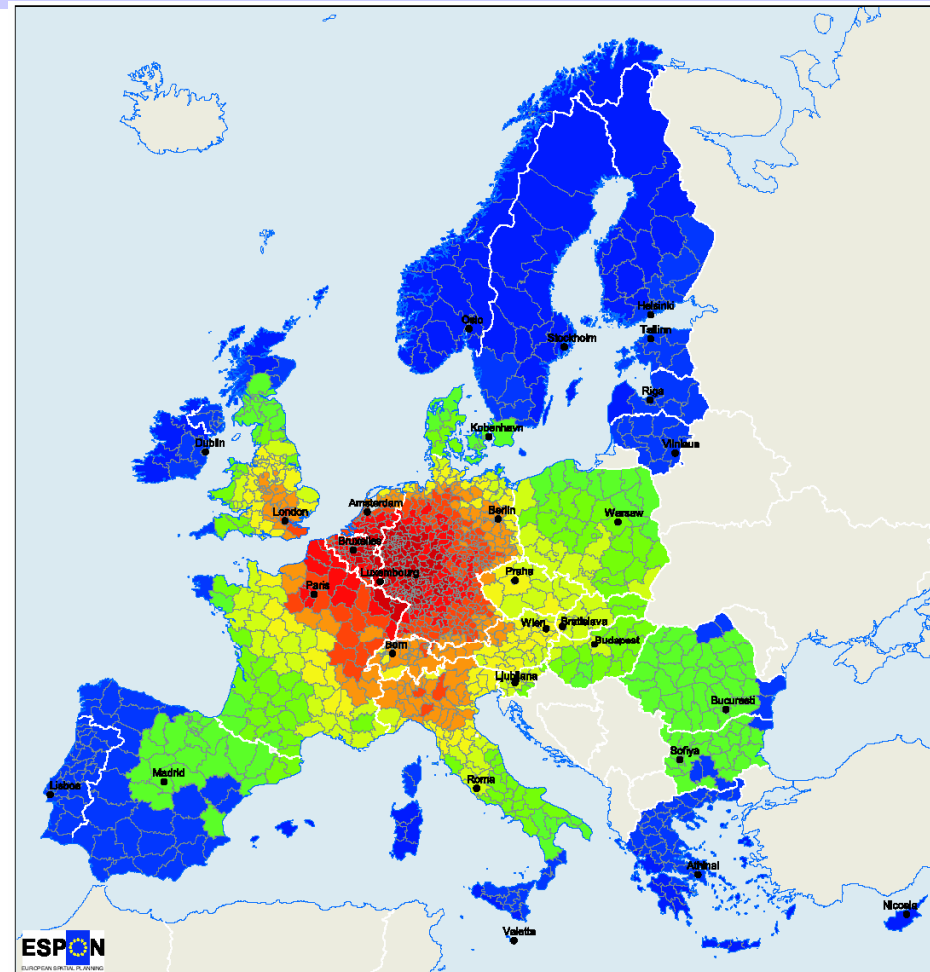 Oslo
Helsinki
Tallinn
Stockholm
Riga
Kobenhavn
Dublin
Vilnius
Amsterdam
London
Berlin
Warsaw
Bruxelles
Praha
Luxembourg
Paris
Wien
Bratislava
Budapest
Bern
Ljubljana
Bucuresti
Sofiya
Madrid
Roma
Lisboa
Athinai
Nicosia
Valetta
ESPON
EUROPEAN SPATIAL PLANNING